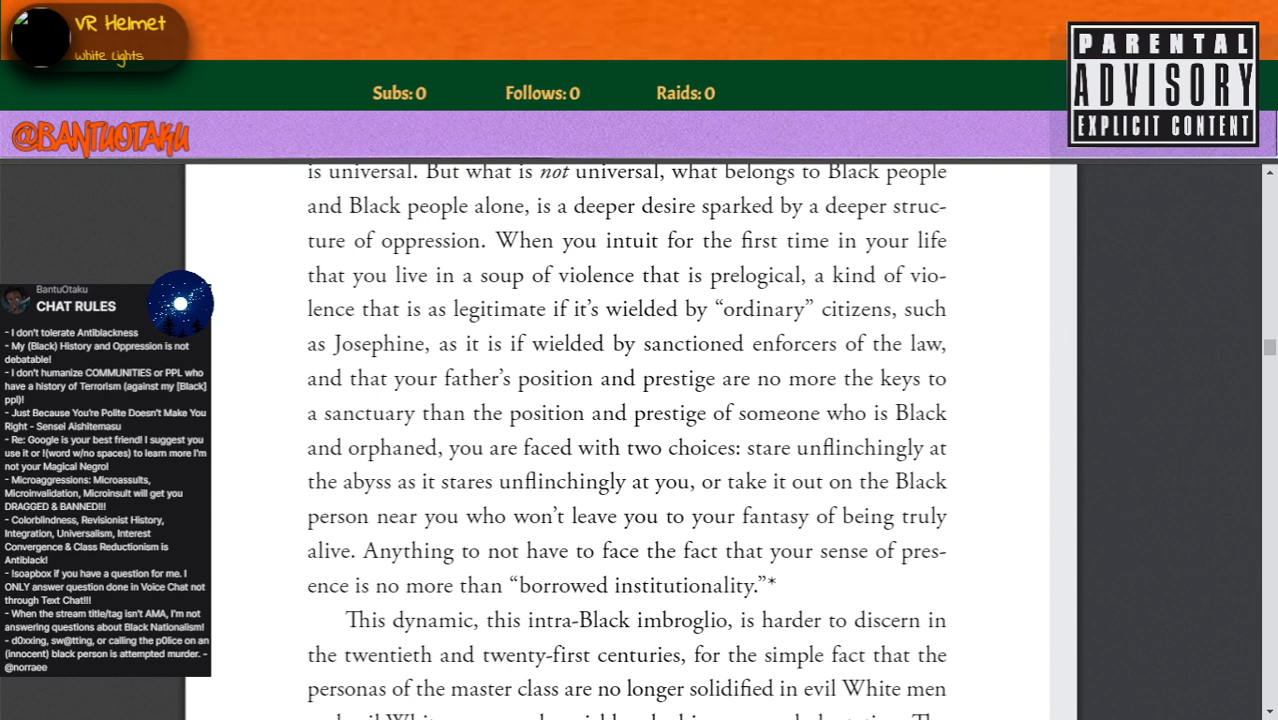 VR Helmet
White Lights
PARENTAL
ADVISORY
EXPLICIT CONTENT
Subs: 0
Follows: 0
Raids: 0
@BANTUOTAKU
BantuOtaku
CHAT RULES
- I don't tolerate Antiblackness
- My (Black) History and Oppression is not
debatable!
- I don't humanize COMMUNITIES or PPL who
have a history of Terrorism (against my [Black]
ppl)!
- Just Because You're Polite Doesn't Make You
Right - Sensei Aishitemasu
- Re: Google is your best friend! I suggest you
use it or !(word w/no spaces) to learn more I'm
not your Magical Negro!
- Microaggressions: Microassults,
Microinvalidation, Microinsult will get you
DRAGGED & BANNED!!!
- Colorblindness, Revisionist History,
Integration, Universalism, Interest
Convergence & Class Reductionism is
Antiblack!
- !soapbox if you have a question for me. I
ONLY answer question done in Voice Chat not
through Text Chat!!!
- When the stream title/tag isn't AMA, I'm not
answering questions about Black Nationalism!
- d0xxing, sw@tting, or calling the p0lice on an
(innocent) black person is attempted murder. -
@norraee
is universal. But what is not universal, what belongs to Black people
and Black people alone, is a deeper desire sparked by a deeper struc-
ture of oppression. When you intuit for the first time in your life
that you live in a soup of violence that is prelogical, a kind of vio-
lence that is as legitimate if it's wielded by "ordinary" citizens, such
as Josephine, as it is if wielded by sanctioned enforcers of the law,
and that your father's position and prestige are no more the keys to
a sanctuary than the position and prestige of someone who is Black
and orphaned, you are faced with two choices: stare unflinchingly at
the abyss as it stares unflinchingly at you, or take it out on the Black
person near you who won't leave you to your fantasy of being truly
alive. Anything to not have to face the fact that your sense of pres-
ence is no more than "borrowed institutionality."*
This dynamic, this intra-Black imbroglio, is harder to discern in
the twentieth and twenty-first centuries, for the simple fact that the
personas of the master class are no longer solidified in evil White men